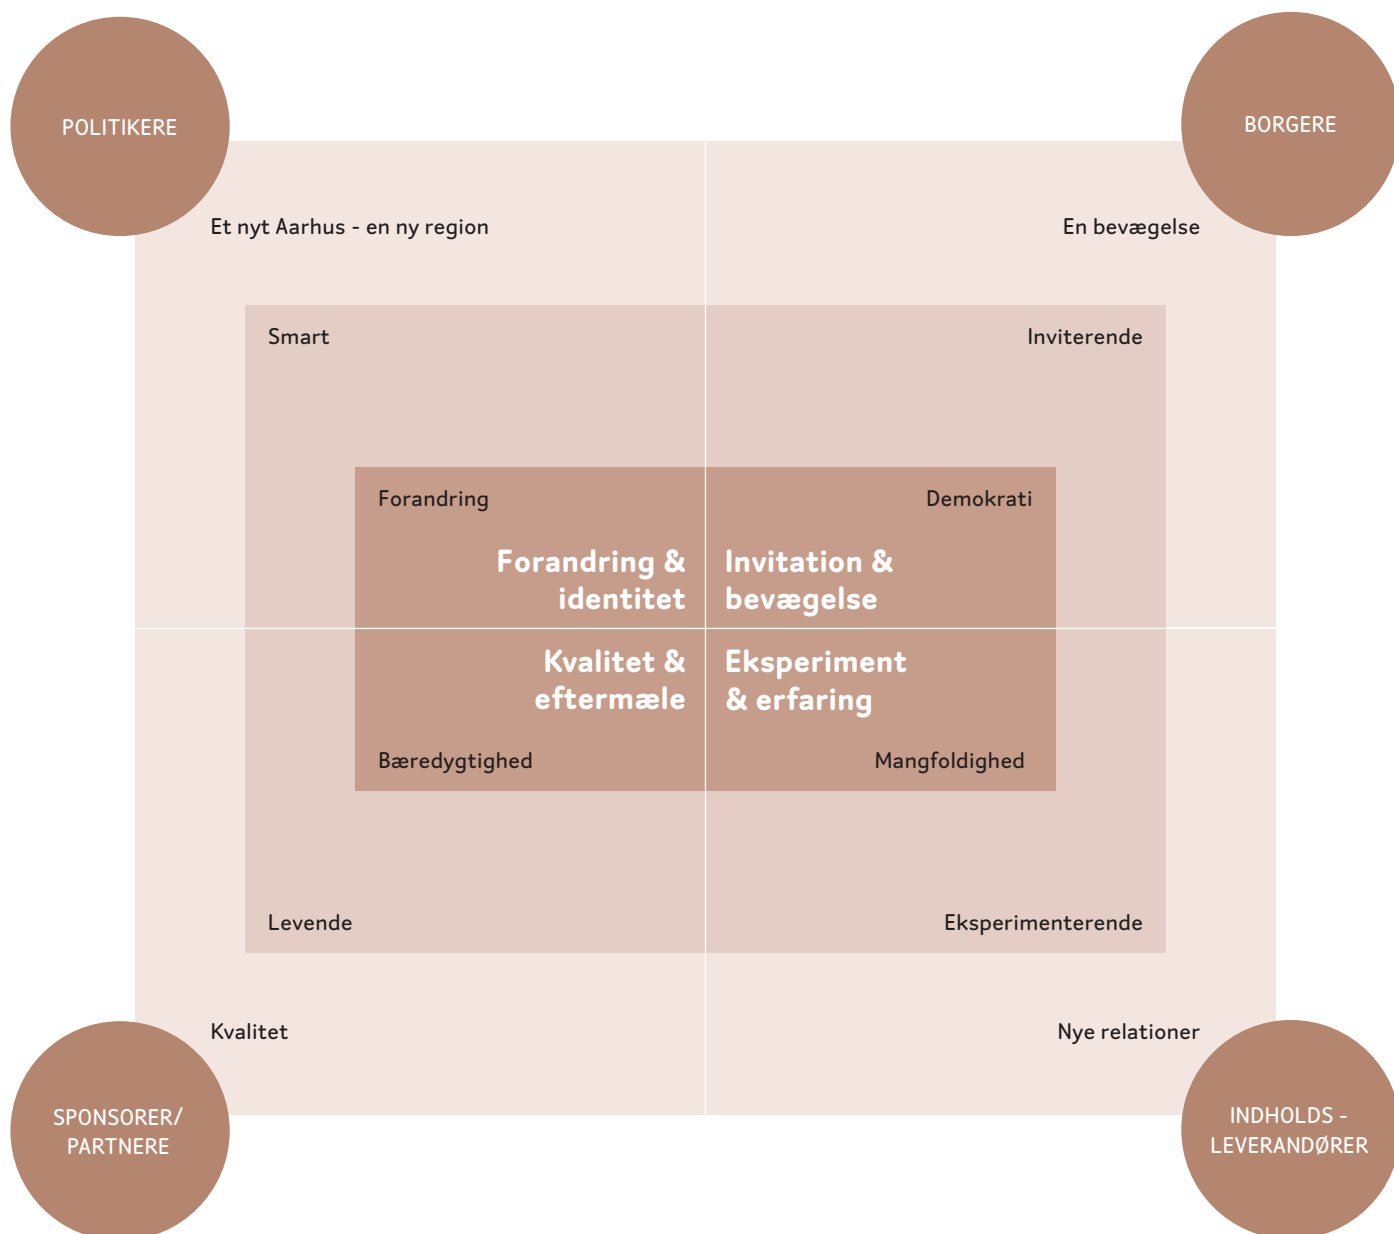 POLITIKERE
BORGERE
Et nyt Aarhus - en ny region
En bevægelse
Smart
Inviterende
Forandring
Demokrati
Forandring &
identitet
Invitation &
bevægelse
Kvalitet &
eftermæle
Eksperiment
& erfaring
Bæredygtighed
Mangfoldighed
Levende
Eksperimenterende
Kvalitet
Nye relationer
SPONSORER/
PARTNERE
INDHOLDS -
LEVERANDØRER